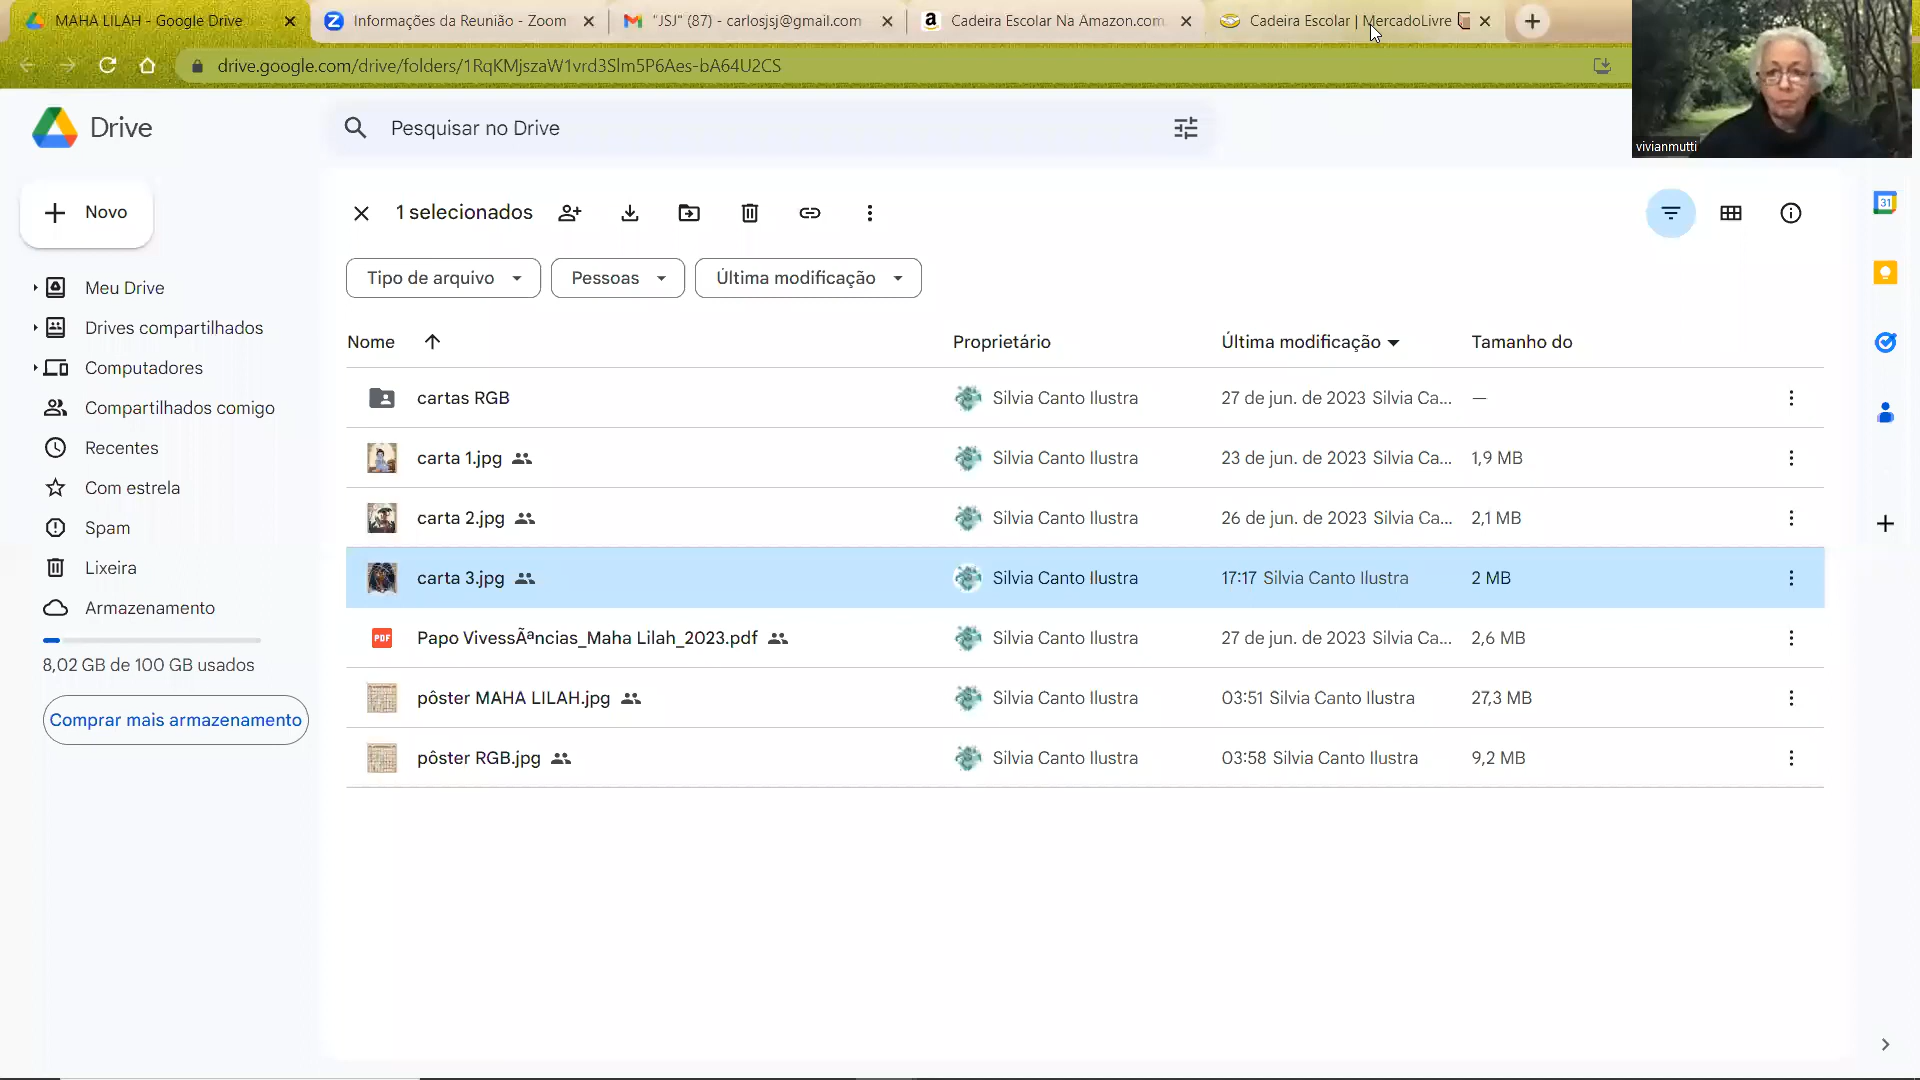 MAHA LILAH - Google Drive
Informações da Reunião - Zoom
"JSJ" (87) - carlosjsj@gmail.com
Cadeira Escolar Na Amazon.com.
Cadeira Escolar | MercadoLivre
drive.google.com/drive/folders/1RqKMjszaW1vrd3Slm5P6Aes-bA64U2CS
vivianmutti
Drive
Pesquisar no Drive
Novo
1 selecionados
31
Tipo de arquivo
Pessoas
Última modificação
Meu Drive
Drives compartilhados
Computadores
Compartilhados comigo
Recentes
Com estrela
Spam
Lixeira
Armazenamento
8,02 GB de 100 GB usados
Comprar mais armazenamento
Nome Proprietário Última modificação Tamanho do
cartas RGB Silvia Canto Ilustra 27 de jun. de 2023 Silvia Ca... —
carta 1.jpg Silvia Canto Ilustra 23 de jun. de 2023 Silvia Ca... 1,9 MB
carta 2.jpg Silvia Canto Ilustra 26 de jun. de 2023 Silvia Ca... 2,1 MB
carta 3.jpg Silvia Canto Ilustra 17:17 Silvia Canto Ilustra 2 MB
PDF Papo VivessÃªncias_Maha Lilah_2023.pdf Silvia Canto Ilustra 27 de jun. de 2023 Silvia Ca... 2,6 MB
pôster MAHA LILAH.jpg Silvia Canto Ilustra 03:51 Silvia Canto Ilustra 27,3 MB
pôster RGB.jpg Silvia Canto Ilustra 03:58 Silvia Canto Ilustra 9,2 MB